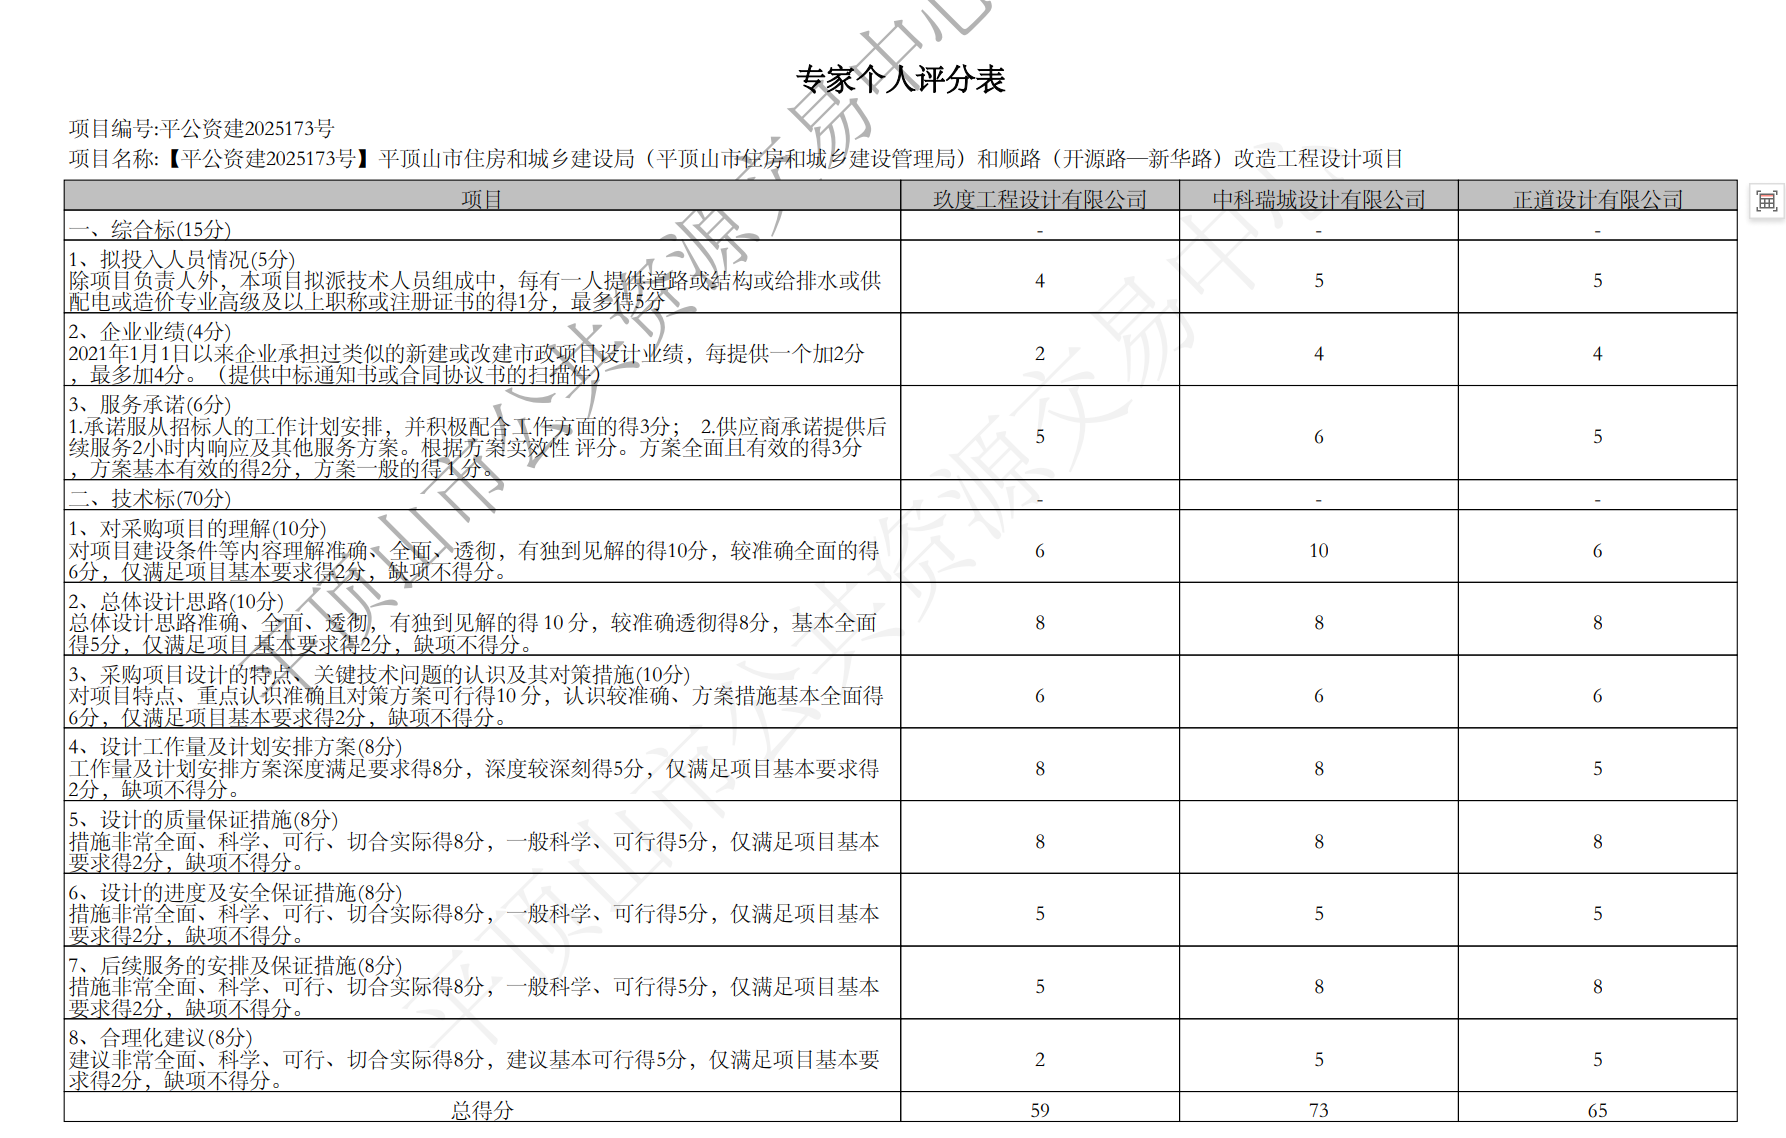 专家个人评分表
项目编号:平公资建2025173号
项目名称:【平公资建2025173号】平顶山市住房和城乡建设局（平顶山市住房和城乡建设管理局）和顺路（开源路—新华路）改造工程设计项目
项目 玖度工程设计有限公司 中科瑞城设计有限公司 正道设计有限公司
一、综合标(15分) - - -
1、拟投入人员情况(5分)
除项目负责人外，本项目拟派技术人员组成中，每有一人提供道路或结构或给排水或供
配电或造价专业高级及以上职称或注册证书的得1分，最多得5分
4 5 5
2、企业业绩(4分)
2021年1月1日以来企业承担过类似的新建或改建市政项目设计业绩，每提供一个加2分
，最多加4分。（提供中标通知书或合同协议书的扫描件）
2 4 4
3、服务承诺(6分)
1.承诺服从招标人的工作计划安排，并积极配合工作方面的得3分； 2.供应商承诺提供后
续服务2小时内响应及其他服务方案。根据方案实效性 评分。方案全面且有效的得3分
，方案基本有效的得2分，方案一般的得 1 分。
5 6 5
二、技术标(70分) - - -
1、对采购项目的理解(10分)
对项目建设条件等内容理解准确、全面、透彻，有独到见解的得10分，较准确全面的得
6分，仅满足项目基本要求得2分，缺项不得分。
6 10 6
2、总体设计思路(10分)
总体设计思路准确、全面、透彻，有独到见解的得 10 分，较准确透彻得8分，基本全面
得5分，仅满足项目 基本要求得2分，缺项不得分。
8 8 8
3、采购项目设计的特点、关键技术问题的认识及其对策措施(10分)
对项目特点、重点认识准确且对策方案可行得10 分，认识较准确、方案措施基本全面得
6分，仅满足项目基本要求得2分，缺项不得分。
6 6 6
4、设计工作量及计划安排方案(8分)
工作量及计划安排方案深度满足要求得8分，深度较深刻得5分，仅满足项目基本要求得
2分，缺项不得分。
8 8 5
5、设计的质量保证措施(8分)
措施非常全面、科学、可行、切合实际得8分，一般科学、可行得5分，仅满足项目基本
要求得2分，缺项不得分。
8 8 8
6、设计的进度及安全保证措施(8分)
措施非常全面、科学、可行、切合实际得8分，一般科学、可行得5分，仅满足项目基本
要求得2分，缺项不得分。
5 5 5
7、后续服务的安排及保证措施(8分)
措施非常全面、科学、可行、切合实际得8分，一般科学、可行得5分，仅满足项目基本
要求得2分，缺项不得分。
5 8 8
8、合理化建议(8分)
建议非常全面、科学、可行、切合实际得8分，建议基本可行得5分，仅满足项目基本要
求得2分，缺项不得分。
2 5 5
总得分 59 73 65
平顶山市公共资源交易中心
平顶山市公共资源交易中心